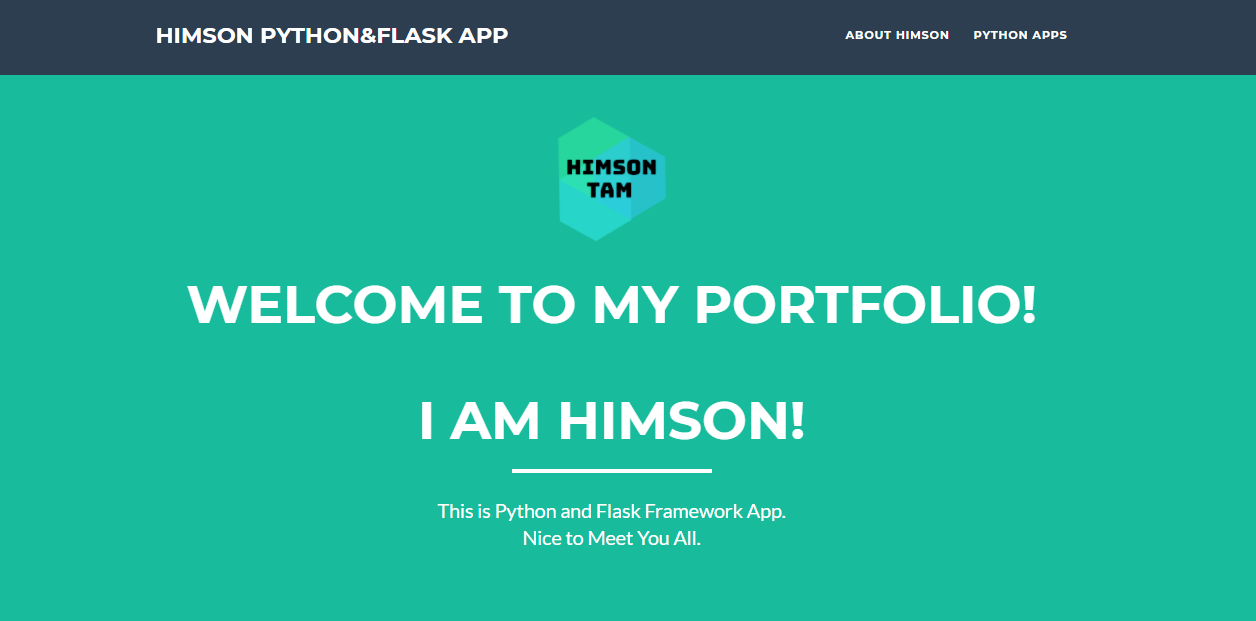 HIMSON PYTHON&FLASK APP
ABOUT HIMSON
PYTHON APPS
HIMSON
TAM
WELCOME TO MY PORTFOLIO!
I AM HIMSON!
This is Python and Flask Framework App.
Nice to Meet You All.